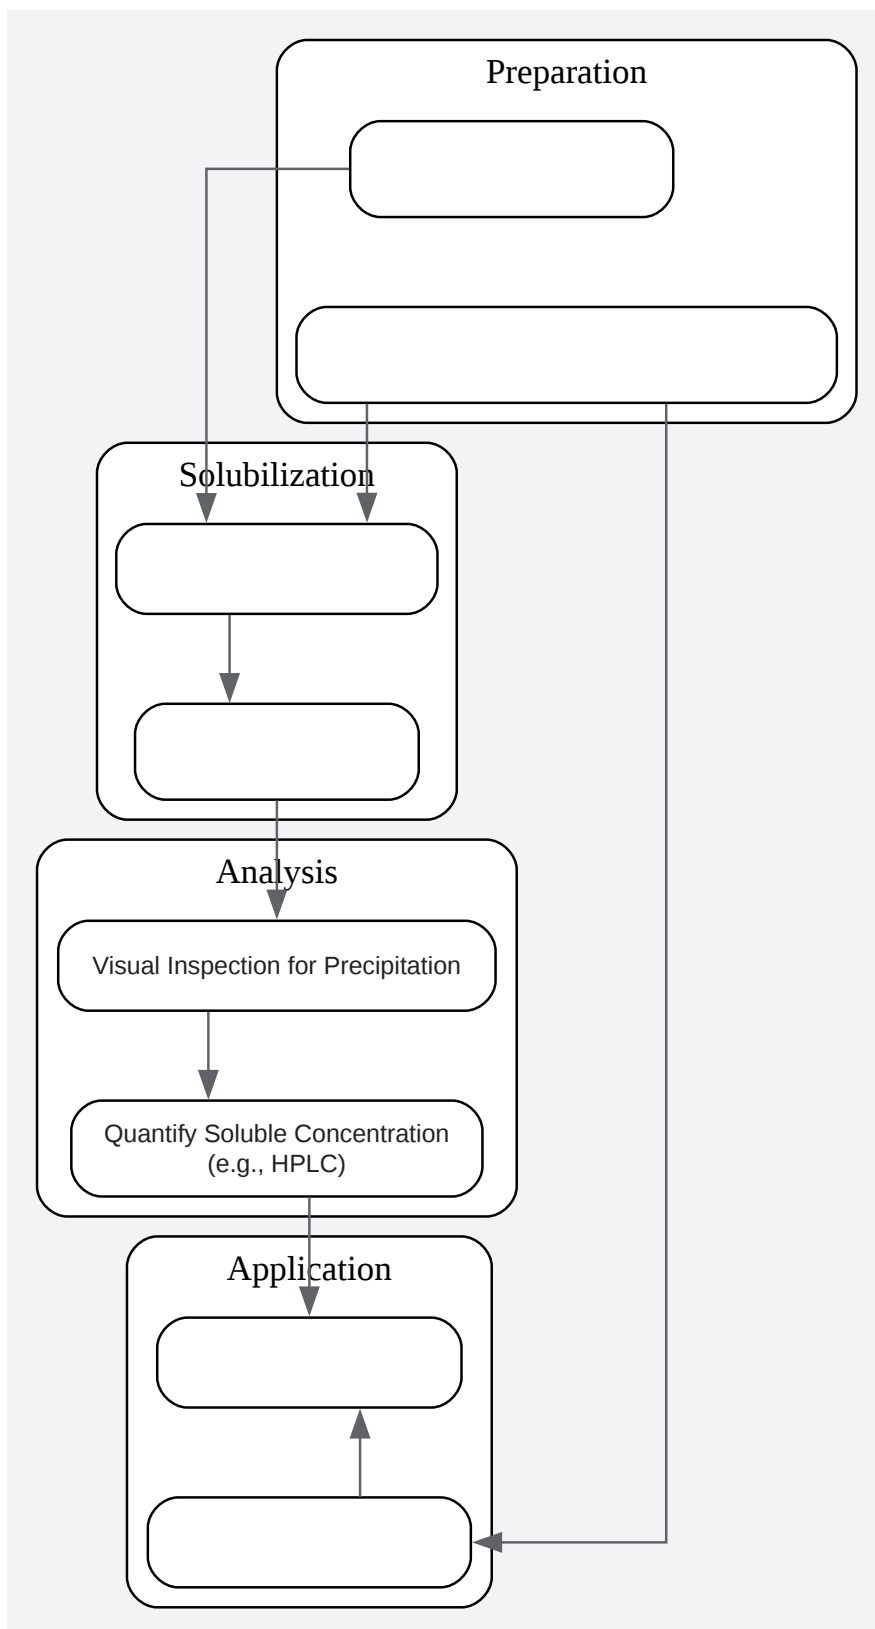 Preparation
Solubilization
Analysis
Visual Inspection for Precipitation
Quantify Soluble Concentration
(e.g., HPLC)
Application